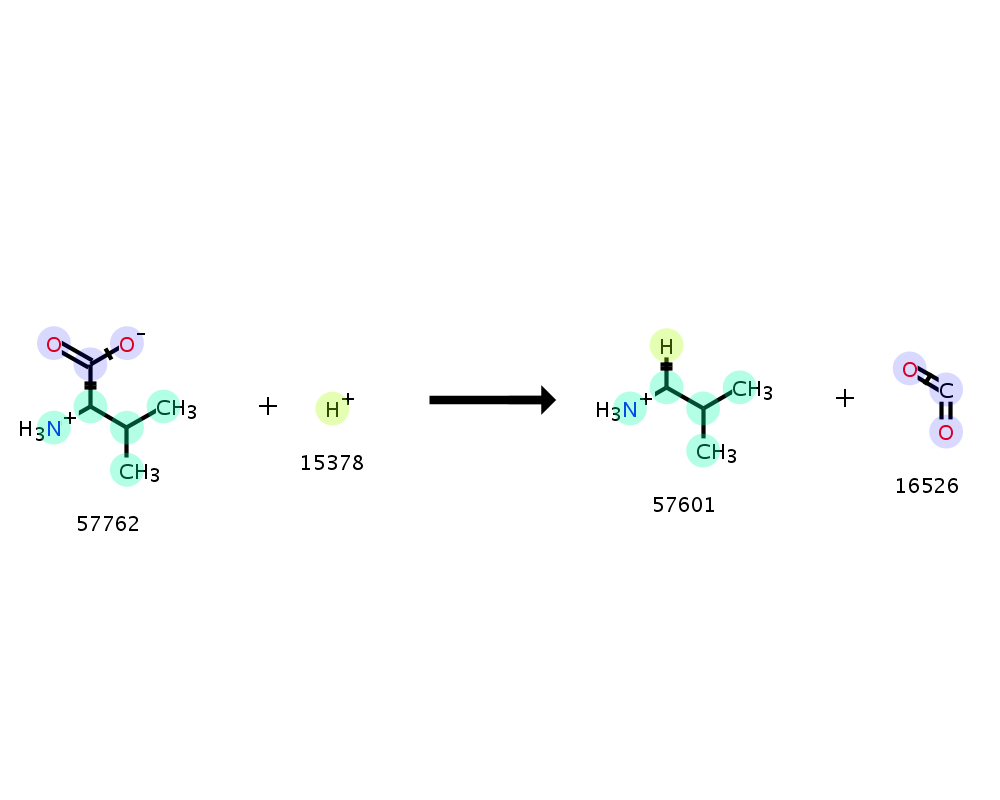 O O−
H3N+ CH3
CH3
57762
+
H+
15378
H
H3N+ CH3
CH3
57601
+
O C
O
16526